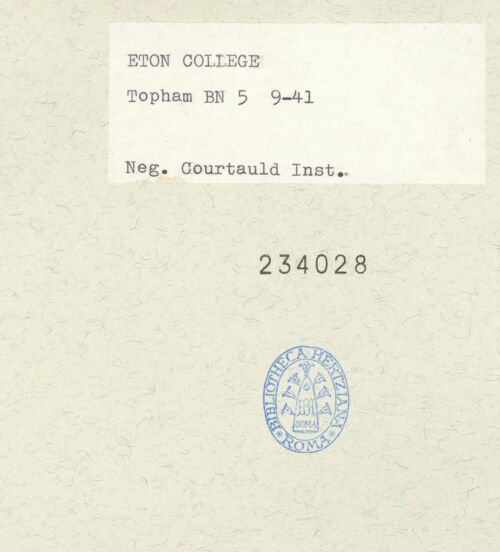 ETON COLLEGE
Topham BN 5 9-41
Neg. Courtauld Inst.
234028
BIBLIOTHECA HERTZIANA
ROMA
ROMA